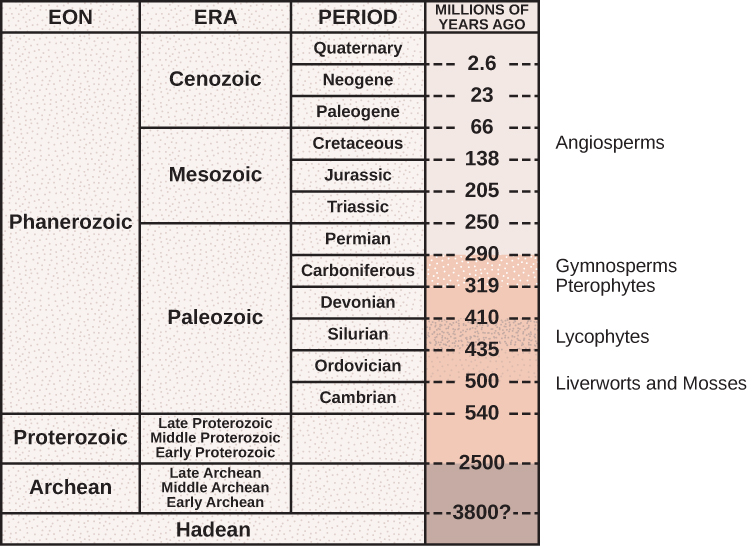 EON
ERA
PERIOD
MILLIONS OF
YEARS AGO
Phanerozoic
Cenozoic
Quaternary
2.6
Neogene
23
Paleogene
66
Mesozoic
Cretaceous
Angiosperms
138
Jurassic
205
Triassic
250
Paleozoic
Permian
290
Carboniferous
Gymnosperms
319
Pterophytes
Devonian
410
Silurian
Lycophytes
435
Ordovician
500
Liverworts and Mosses
Cambrian
540
Proterozoic
Late Proterozoic
Middle Proterozoic
Early Proterozoic
2500
Archean
Late Archean
Middle Archean
Early Archean
3800?
Hadean